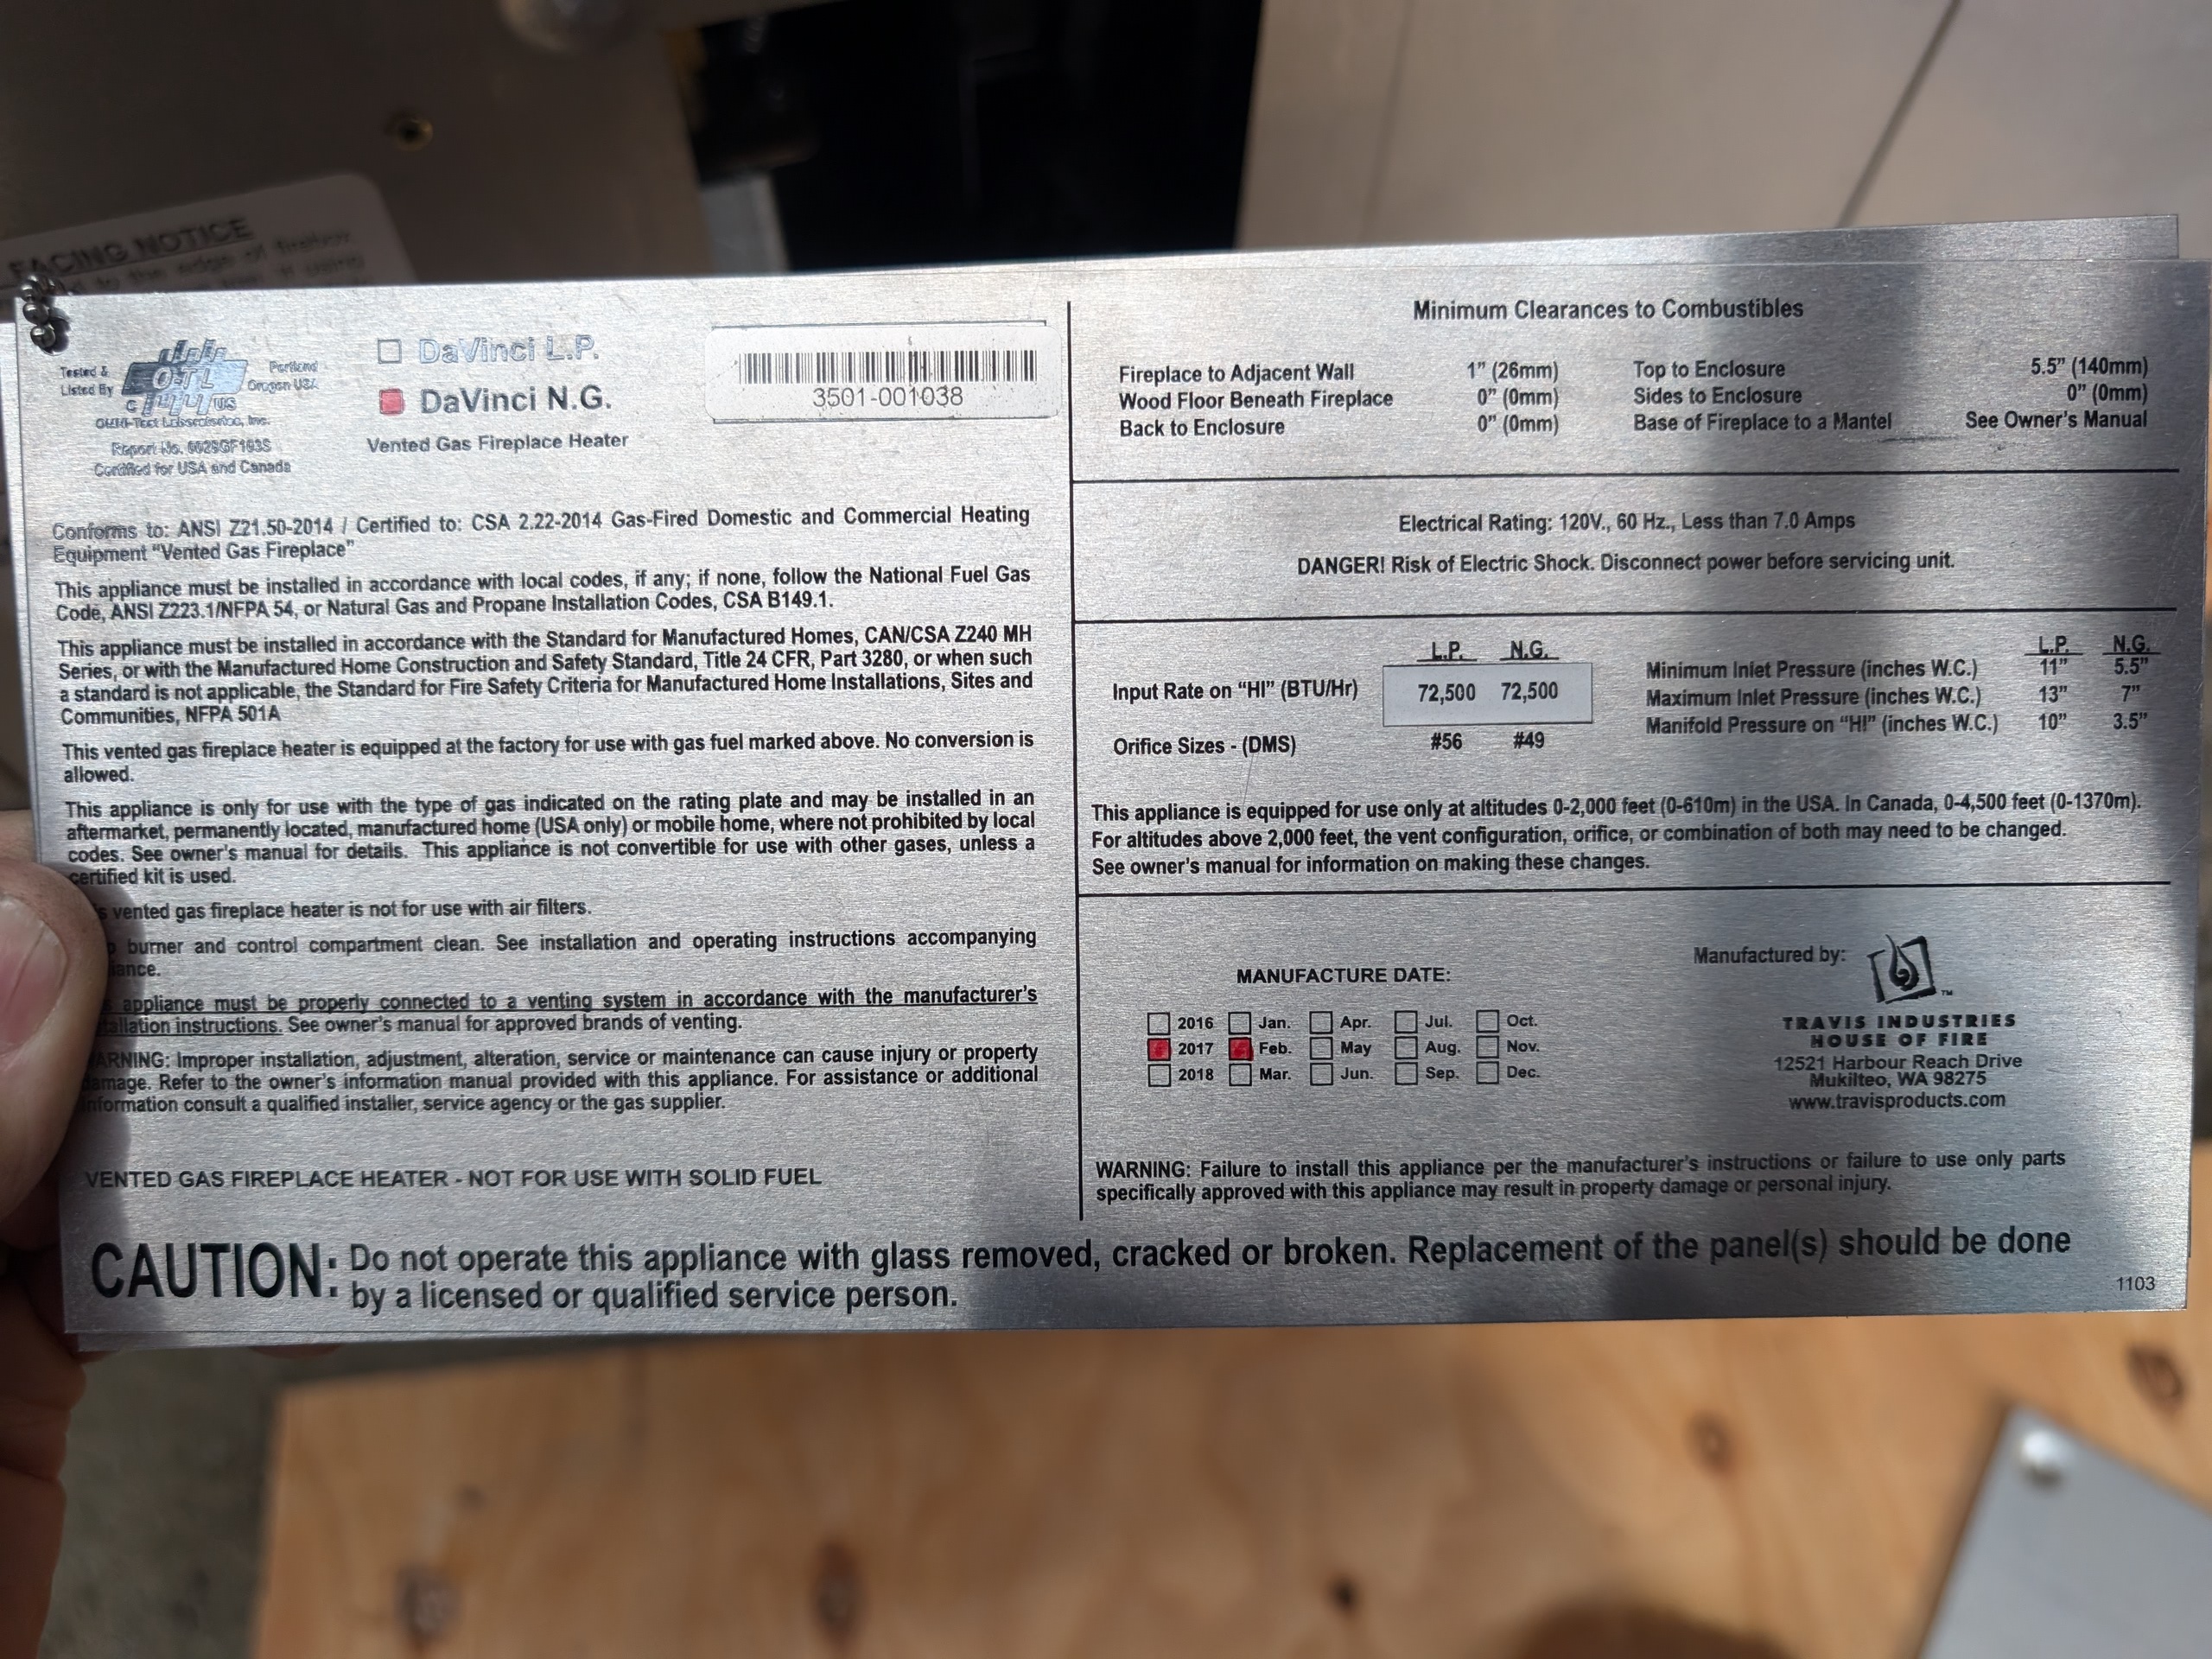 FACING NOTICE
to the edge of firebox
Tested &
Listed By
O-T-L
C US
Portland
Oregon USA
OMNI-Test Laboratories, Inc.
Report No. 0028GF193S
Certified for USA and Canada
DaVinci L.P.
DaVinci N.G.
Vented Gas Fireplace Heater
3501-001038
Conforms to: ANSI Z21.50-2014 / Certified to: CSA 2.22-2014 Gas-Fired Domestic and Commercial Heating
Equipment "Vented Gas Fireplace"
This appliance must be installed in accordance with local codes, if any; if none, follow the National Fuel Gas
Code, ANSI Z223.1/NFPA 54, or Natural Gas and Propane Installation Codes, CSA B149.1.
This appliance must be installed in accordance with the Standard for Manufactured Homes, CAN/CSA Z240 MH
Series, or with the Manufactured Home Construction and Safety Standard, Title 24 CFR, Part 3280, or when such
a standard is not applicable, the Standard for Fire Safety Criteria for Manufactured Home Installations, Sites and
Communities, NFPA 501A
This vented gas fireplace heater is equipped at the factory for use with gas fuel marked above. No conversion is
allowed.
This appliance is only for use with the type of gas indicated on the rating plate and may be installed in an
aftermarket, permanently located, manufactured home (USA only) or mobile home, where not prohibited by local
codes. See owner's manual for details. This appliance is not convertible for use with other gases, unless a
certified kit is used.
s vented gas fireplace heater is not for use with air filters.
p burner and control compartment clean. See installation and operating instructions accompanying
iance.
s appliance must be properly connected to a venting system in accordance with the manufacturer's
tallation instructions. See owner's manual for approved brands of venting.
ARNING: Improper installation, adjustment, alteration, service or maintenance can cause injury or property
amage. Refer to the owner's information manual provided with this appliance. For assistance or additional
information consult a qualified installer, service agency or the gas supplier.
VENTED GAS FIREPLACE HEATER - NOT FOR USE WITH SOLID FUEL
Minimum Clearances to Combustibles
Fireplace to Adjacent Wall 1" (26mm) Top to Enclosure 5.5" (140mm)
Wood Floor Beneath Fireplace 0" (0mm) Sides to Enclosure 0" (0mm)
Back to Enclosure 0" (0mm) Base of Fireplace to a Mantel See Owner's Manual
Electrical Rating: 120V., 60 Hz., Less than 7.0 Amps
DANGER! Risk of Electric Shock. Disconnect power before servicing unit.
L.P. N.G.
Input Rate on "HI" (BTU/Hr) 72,500 72,500
Orifice Sizes - (DMS) #56 #49
L.P. N.G.
Minimum Inlet Pressure (inches W.C.) 11" 5.5"
Maximum Inlet Pressure (inches W.C.) 13" 7"
Manifold Pressure on "HI" (inches W.C.) 10" 3.5"
This appliance is equipped for use only at altitudes 0-2,000 feet (0-610m) in the USA. In Canada, 0-4,500 feet (0-1370m).
For altitudes above 2,000 feet, the vent configuration, orifice, or combination of both may need to be changed.
See owner's manual for information on making these changes.
MANUFACTURE DATE:
2016 Jan. Apr. Jul. Oct.
2017 Feb. May Aug. Nov.
2018 Mar. Jun. Sep. Dec.
Manufactured by:
TM
TRAVIS INDUSTRIES
HOUSE OF FIRE
12521 Harbour Reach Drive
Mukilteo, WA 98275
www.travisproducts.com
WARNING: Failure to install this appliance per the manufacturer's instructions or failure to use only parts
specifically approved with this appliance may result in property damage or personal injury.
CAUTION: Do not operate this appliance with glass removed, cracked or broken. Replacement of the panel(s) should be done
by a licensed or qualified service person.
1103